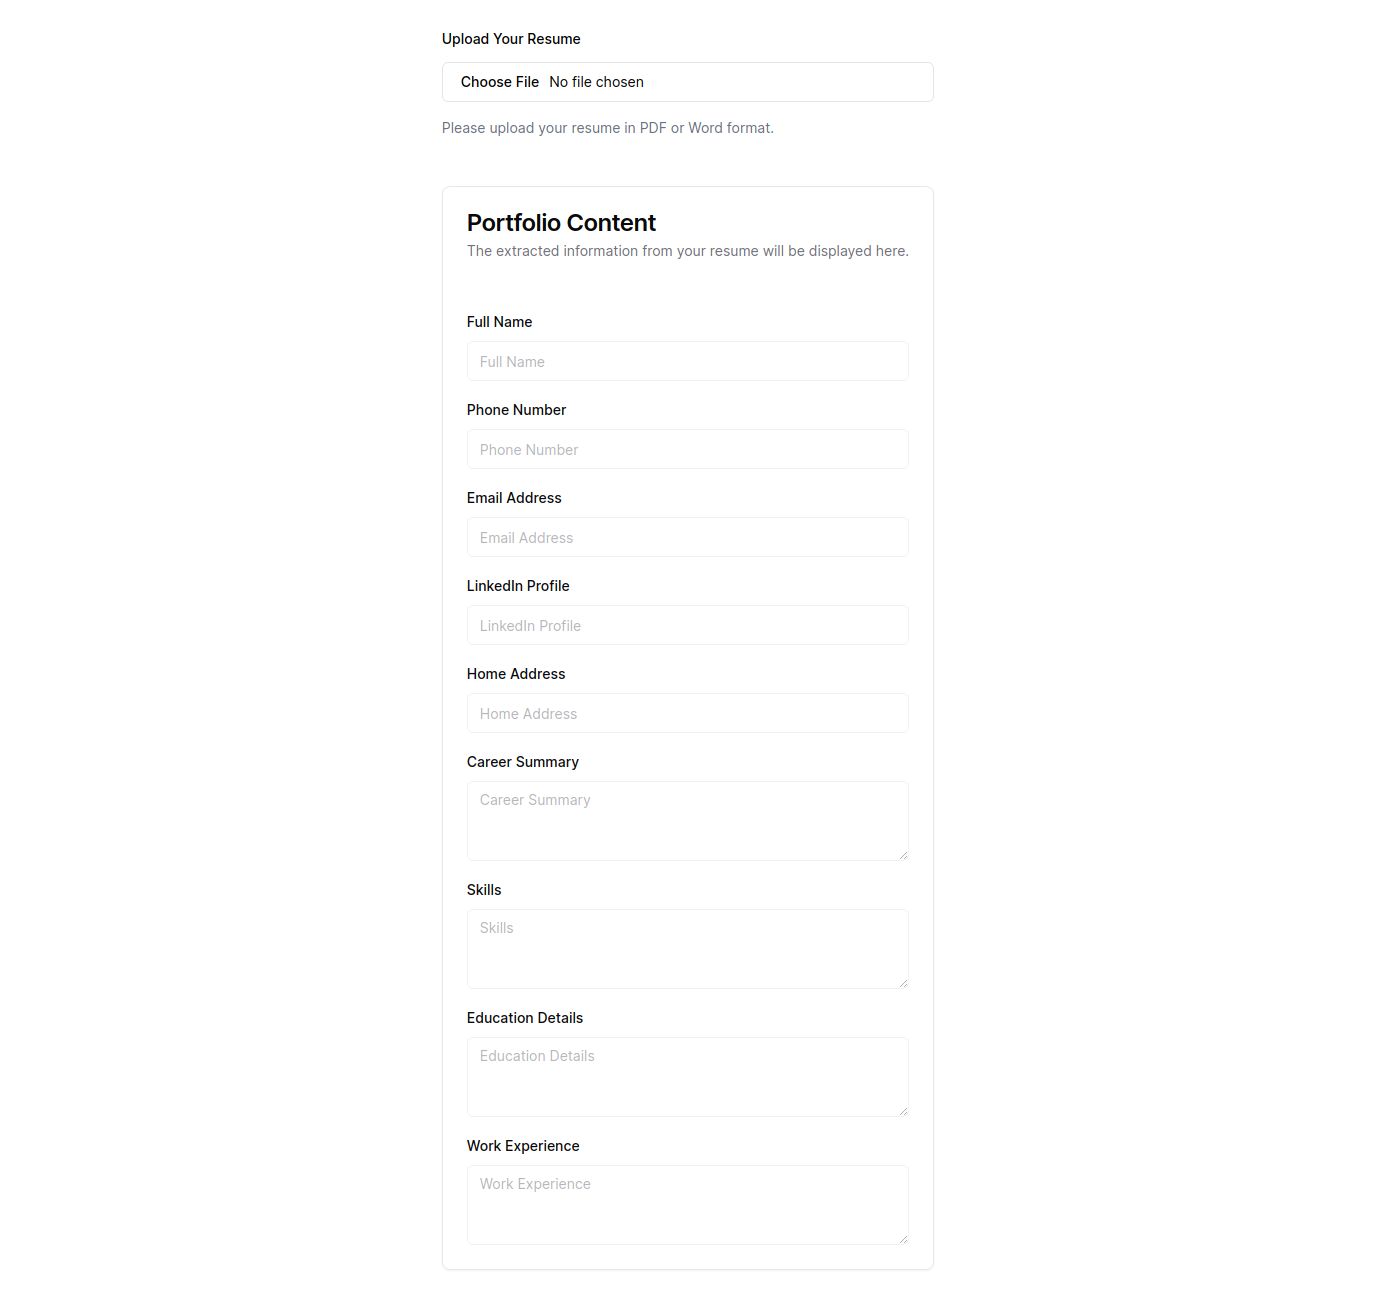 Upload Your Resume
Choose File No file chosen
Please upload your resume in PDF or Word format.
Portfolio Content
The extracted information from your resume will be displayed here.
Full Name
Full Name
Phone Number
Phone Number
Email Address
Email Address
LinkedIn Profile
LinkedIn Profile
Home Address
Home Address
Career Summary
Career Summary
Skills
Skills
Education Details
Education Details
Work Experience
Work Experience